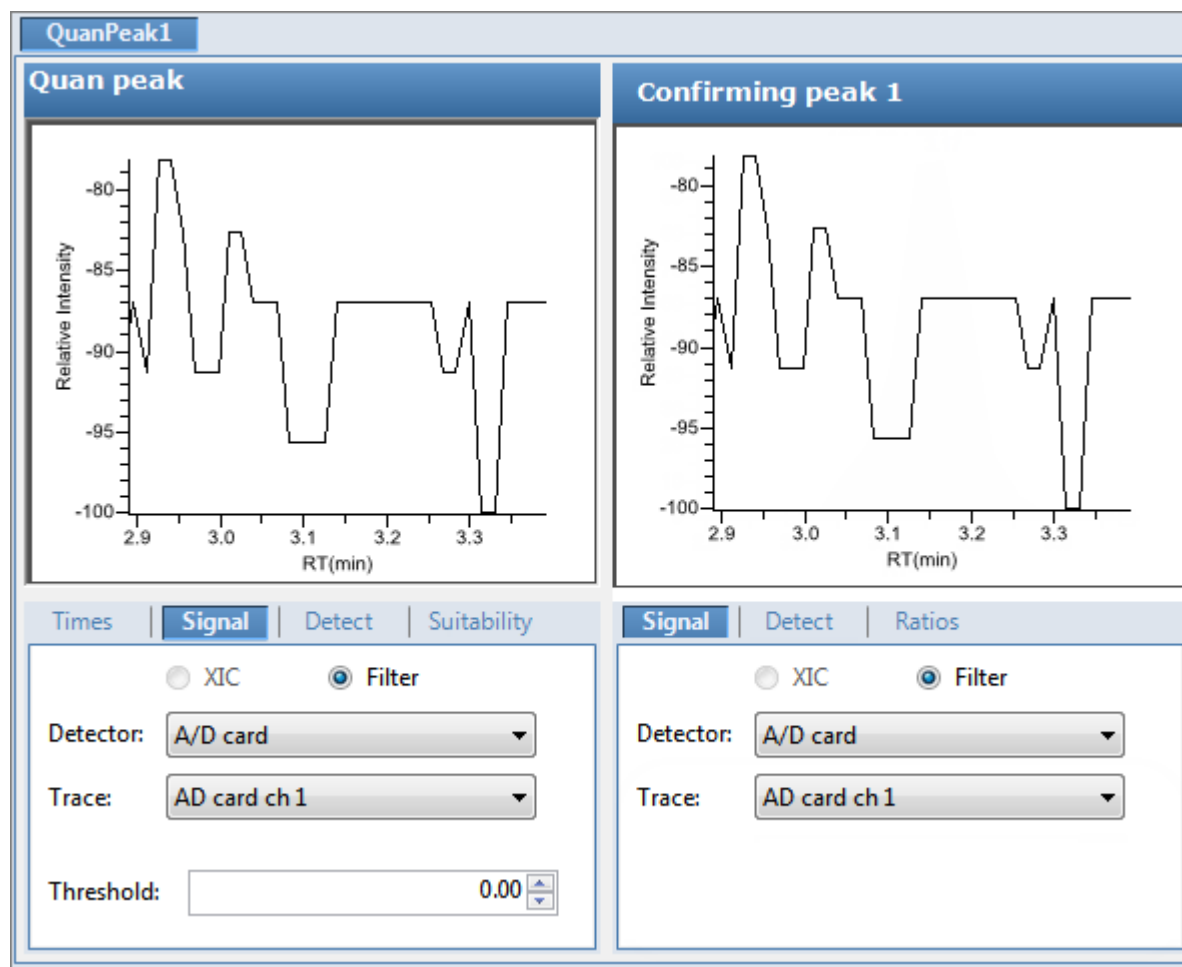 QuanPeak1
Quan peak
-80
-85
-90
-95
-100
Relative Intensity
2.9 3.0 3.1 3.2 3.3
RT(min)
Times Signal Detect Suitability
XIC Filter
Detector: A/D card
Trace: AD card ch 1
Threshold: 0.00
Confirming peak 1
-80
-85
-90
-95
-100
Relative Intensity
2.9 3.0 3.1 3.2 3.3
RT(min)
Signal Detect Ratios
XIC Filter
Detector: A/D card
Trace: AD card ch 1